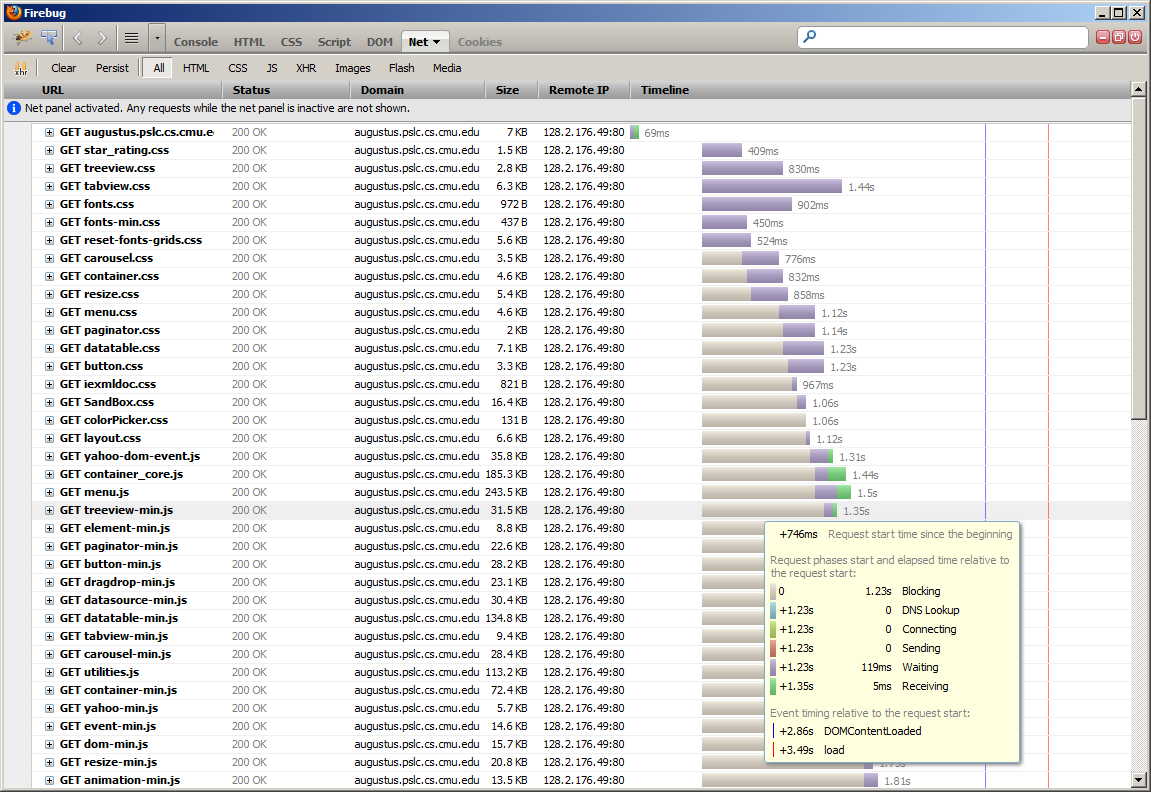 Firebug
Console HTML CSS Script DOM Net Cookies
xhr Clear Persist All HTML CSS JS XHR Images Flash Media
URL Status Domain Size Remote IP Timeline
i Net panel activated. Any requests while the net panel is inactive are not shown.
GET augustus.pslc.cs.cmu.e 200 OK augustus.pslc.cs.cmu.edu 7 KB 128.2.176.49:80 69ms
GET star_rating.css 200 OK augustus.pslc.cs.cmu.edu 1.5 KB 128.2.176.49:80 409ms
GET treeview.css 200 OK augustus.pslc.cs.cmu.edu 2.8 KB 128.2.176.49:80 830ms
GET tabview.css 200 OK augustus.pslc.cs.cmu.edu 6.3 KB 128.2.176.49:80 1.44s
GET fonts.css 200 OK augustus.pslc.cs.cmu.edu 972 B 128.2.176.49:80 902ms
GET fonts-min.css 200 OK augustus.pslc.cs.cmu.edu 437 B 128.2.176.49:80 450ms
GET reset-fonts-grids.css 200 OK augustus.pslc.cs.cmu.edu 5.6 KB 128.2.176.49:80 524ms
GET carousel.css 200 OK augustus.pslc.cs.cmu.edu 3.5 KB 128.2.176.49:80 776ms
GET container.css 200 OK augustus.pslc.cs.cmu.edu 4.6 KB 128.2.176.49:80 832ms
GET resize.css 200 OK augustus.pslc.cs.cmu.edu 5.4 KB 128.2.176.49:80 858ms
GET menu.css 200 OK augustus.pslc.cs.cmu.edu 4.6 KB 128.2.176.49:80 1.12s
GET paginator.css 200 OK augustus.pslc.cs.cmu.edu 2 KB 128.2.176.49:80 1.14s
GET datatable.css 200 OK augustus.pslc.cs.cmu.edu 7.1 KB 128.2.176.49:80 1.23s
GET button.css 200 OK augustus.pslc.cs.cmu.edu 3.3 KB 128.2.176.49:80 1.23s
GET iexmldoc.css 200 OK augustus.pslc.cs.cmu.edu 821 B 128.2.176.49:80 967ms
GET SandBox.css 200 OK augustus.pslc.cs.cmu.edu 16.4 KB 128.2.176.49:80 1.06s
GET colorPicker.css 200 OK augustus.pslc.cs.cmu.edu 131 B 128.2.176.49:80 1.06s
GET layout.css 200 OK augustus.pslc.cs.cmu.edu 6.6 KB 128.2.176.49:80 1.12s
GET yahoo-dom-event.js 200 OK augustus.pslc.cs.cmu.edu 35.8 KB 128.2.176.49:80 1.31s
GET container_core.js 200 OK augustus.pslc.cs.cmu.edu 185.3 KB 128.2.176.49:80 1.44s
GET menu.js 200 OK augustus.pslc.cs.cmu.edu 243.5 KB 128.2.176.49:80 1.5s
GET treeview-min.js 200 OK augustus.pslc.cs.cmu.edu 31.5 KB 128.2.176.49:80 1.35s
GET element-min.js 200 OK augustus.pslc.cs.cmu.edu 8.8 KB 128.2.176.49:80
GET paginator-min.js 200 OK augustus.pslc.cs.cmu.edu 22.6 KB 128.2.176.49:80
GET button-min.js 200 OK augustus.pslc.cs.cmu.edu 28.2 KB 128.2.176.49:80
GET dragdrop-min.js 200 OK augustus.pslc.cs.cmu.edu 23.1 KB 128.2.176.49:80
GET datasource-min.js 200 OK augustus.pslc.cs.cmu.edu 30.4 KB 128.2.176.49:80
GET datatable-min.js 200 OK augustus.pslc.cs.cmu.edu 134.8 KB 128.2.176.49:80
GET tabview-min.js 200 OK augustus.pslc.cs.cmu.edu 9.4 KB 128.2.176.49:80
GET carousel-min.js 200 OK augustus.pslc.cs.cmu.edu 28.4 KB 128.2.176.49:80
GET utilities.js 200 OK augustus.pslc.cs.cmu.edu 113.2 KB 128.2.176.49:80
GET container-min.js 200 OK augustus.pslc.cs.cmu.edu 72.4 KB 128.2.176.49:80
GET yahoo-min.js 200 OK augustus.pslc.cs.cmu.edu 5.7 KB 128.2.176.49:80
GET event-min.js 200 OK augustus.pslc.cs.cmu.edu 14.6 KB 128.2.176.49:80
GET dom-min.js 200 OK augustus.pslc.cs.cmu.edu 15.7 KB 128.2.176.49:80
GET resize-min.js 200 OK augustus.pslc.cs.cmu.edu 20.8 KB 128.2.176.49:80
GET animation-min.js 200 OK augustus.pslc.cs.cmu.edu 13.5 KB 128.2.176.49:80 1.81s
+746ms Request start time since the beginning
Request phases start and elapsed time relative to
the request start:
0 1.23s Blocking
+1.23s 0 DNS Lookup
+1.23s 0 Connecting
+1.23s 0 Sending
+1.23s 119ms Waiting
+1.35s 5ms Receiving
Event timing relative to the request start:
+2.86s DOMContentLoaded
+3.49s load